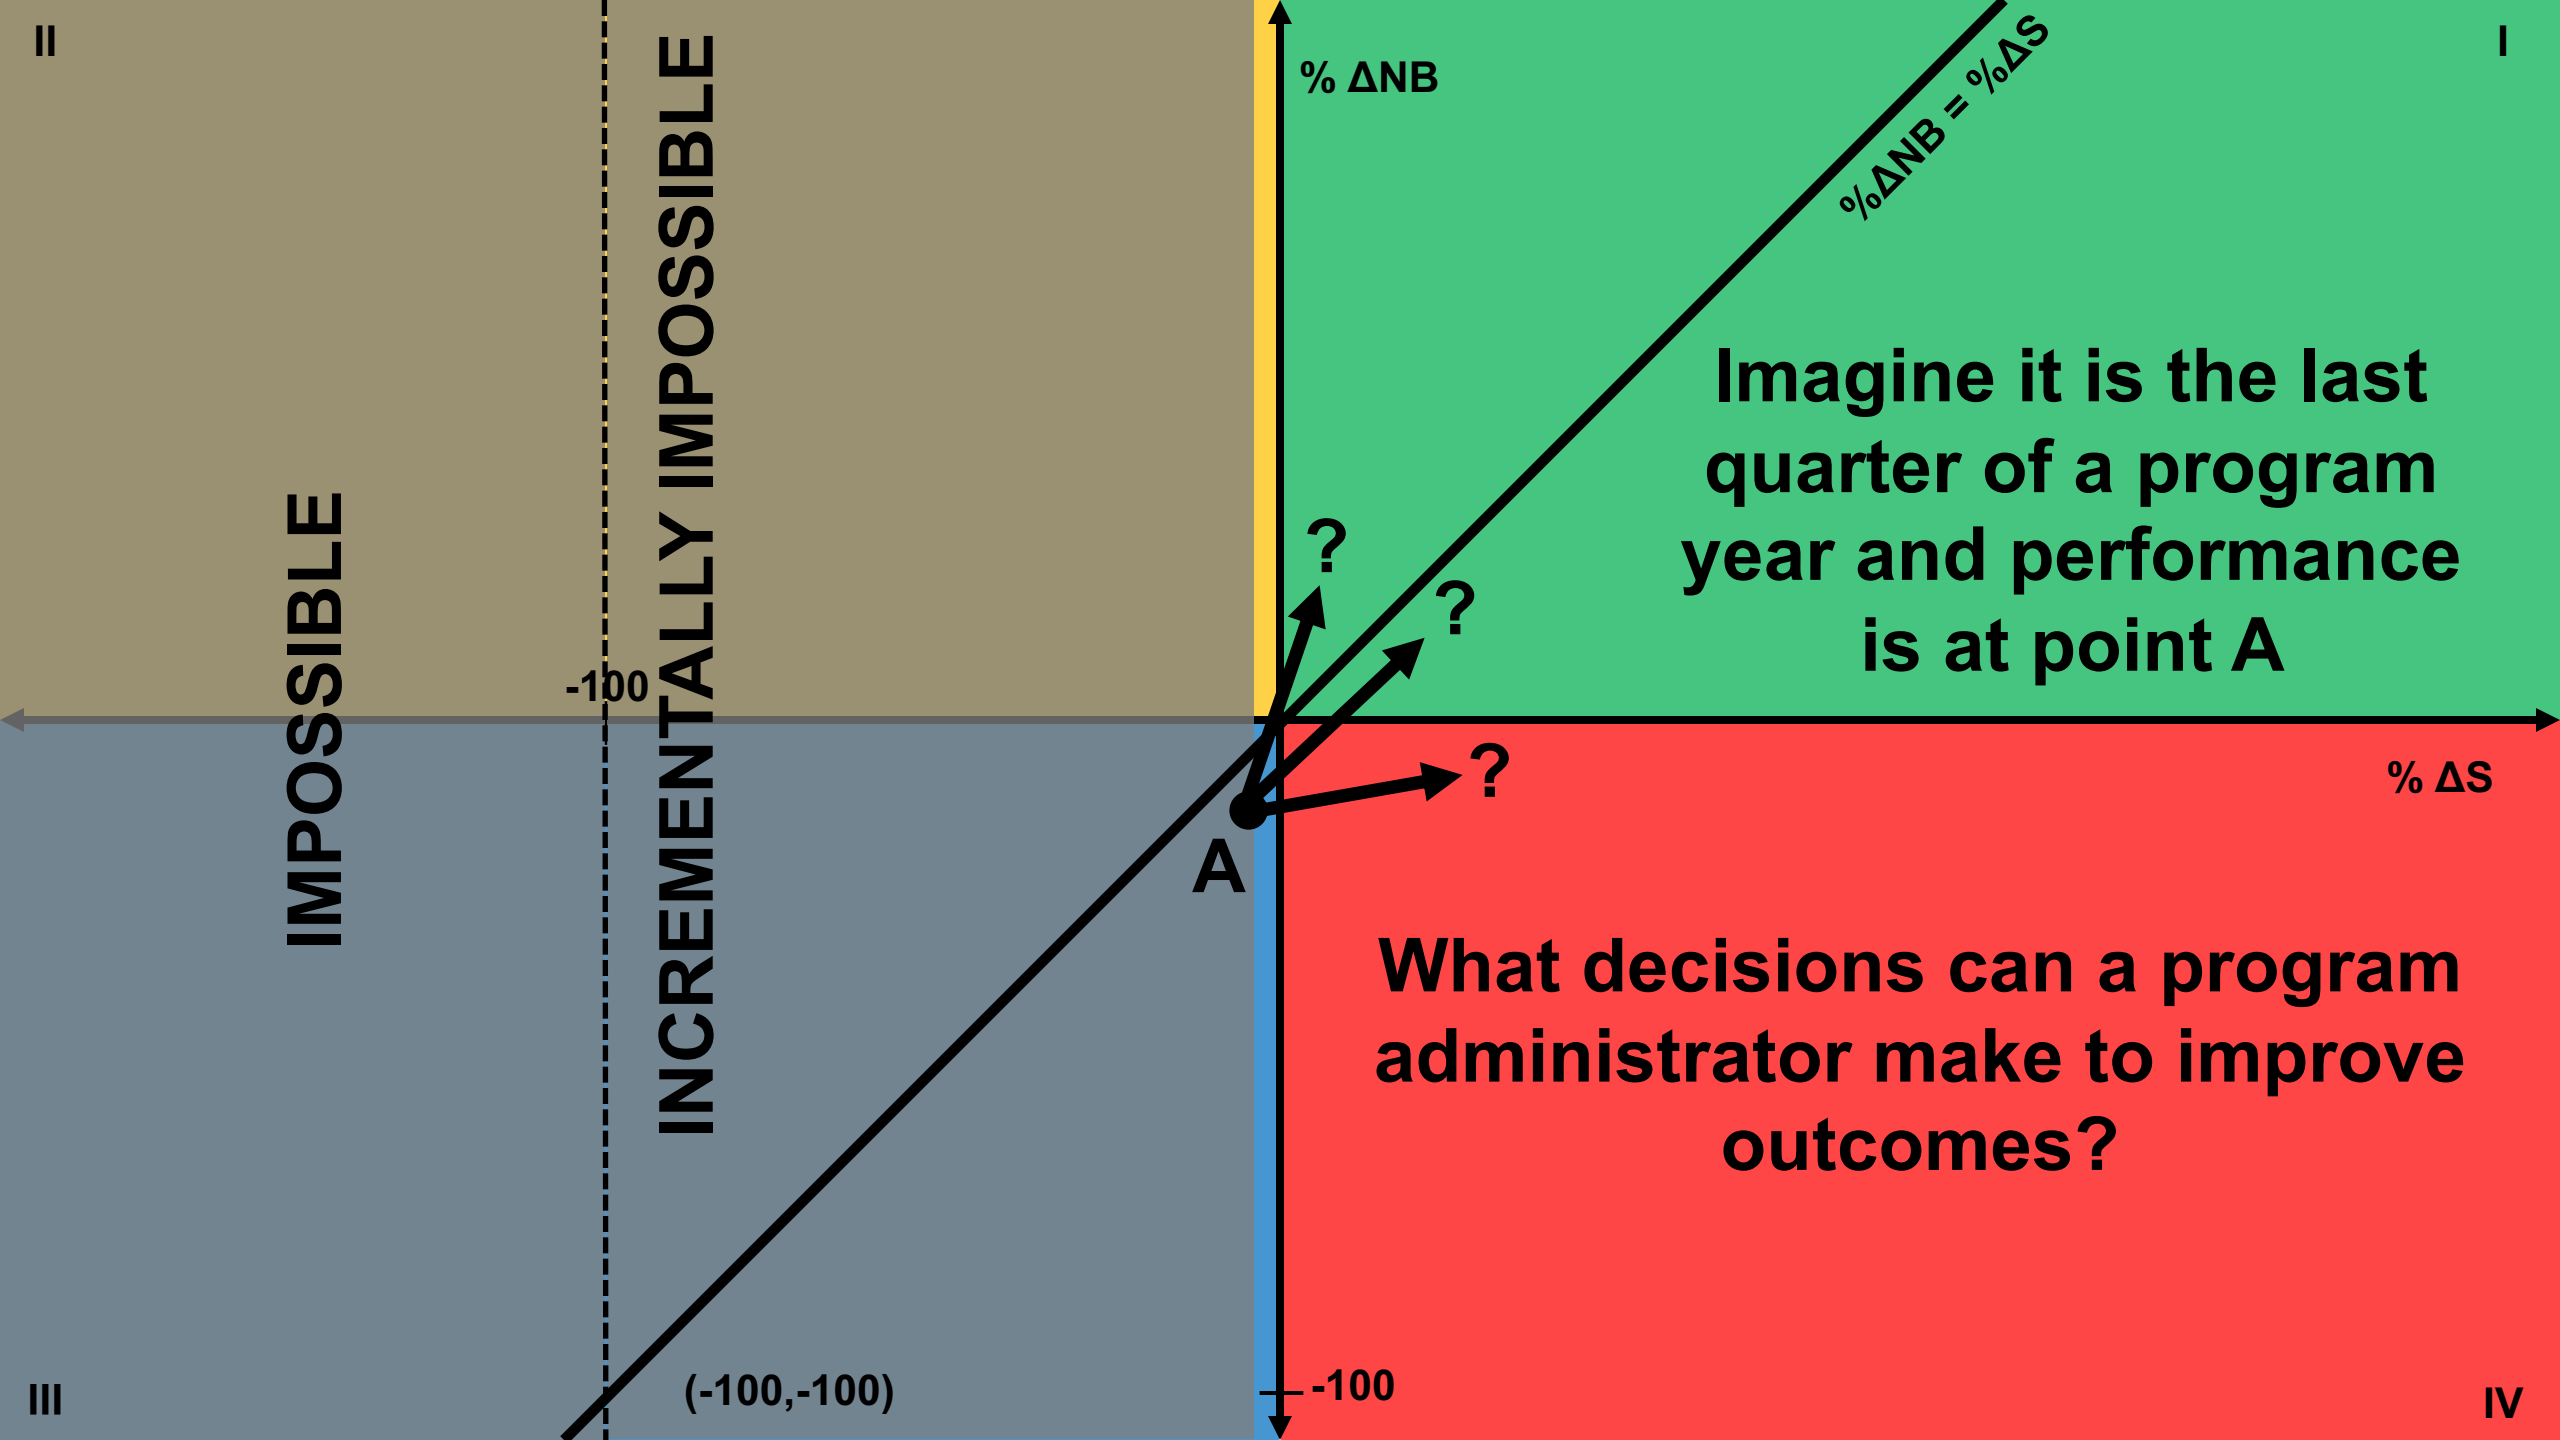 II
I
% ΔNB
%ΔNB = %ΔS
IMPOSSIBLE
INCREMENTALLY IMPOSSIBLE
Imagine it is the last
quarter of a program
year and performance
is at point A
?
?
?
-100
% ΔS
A
What decisions can a program
administrator make to improve
outcomes?
(-100,-100)
-100
III
IV